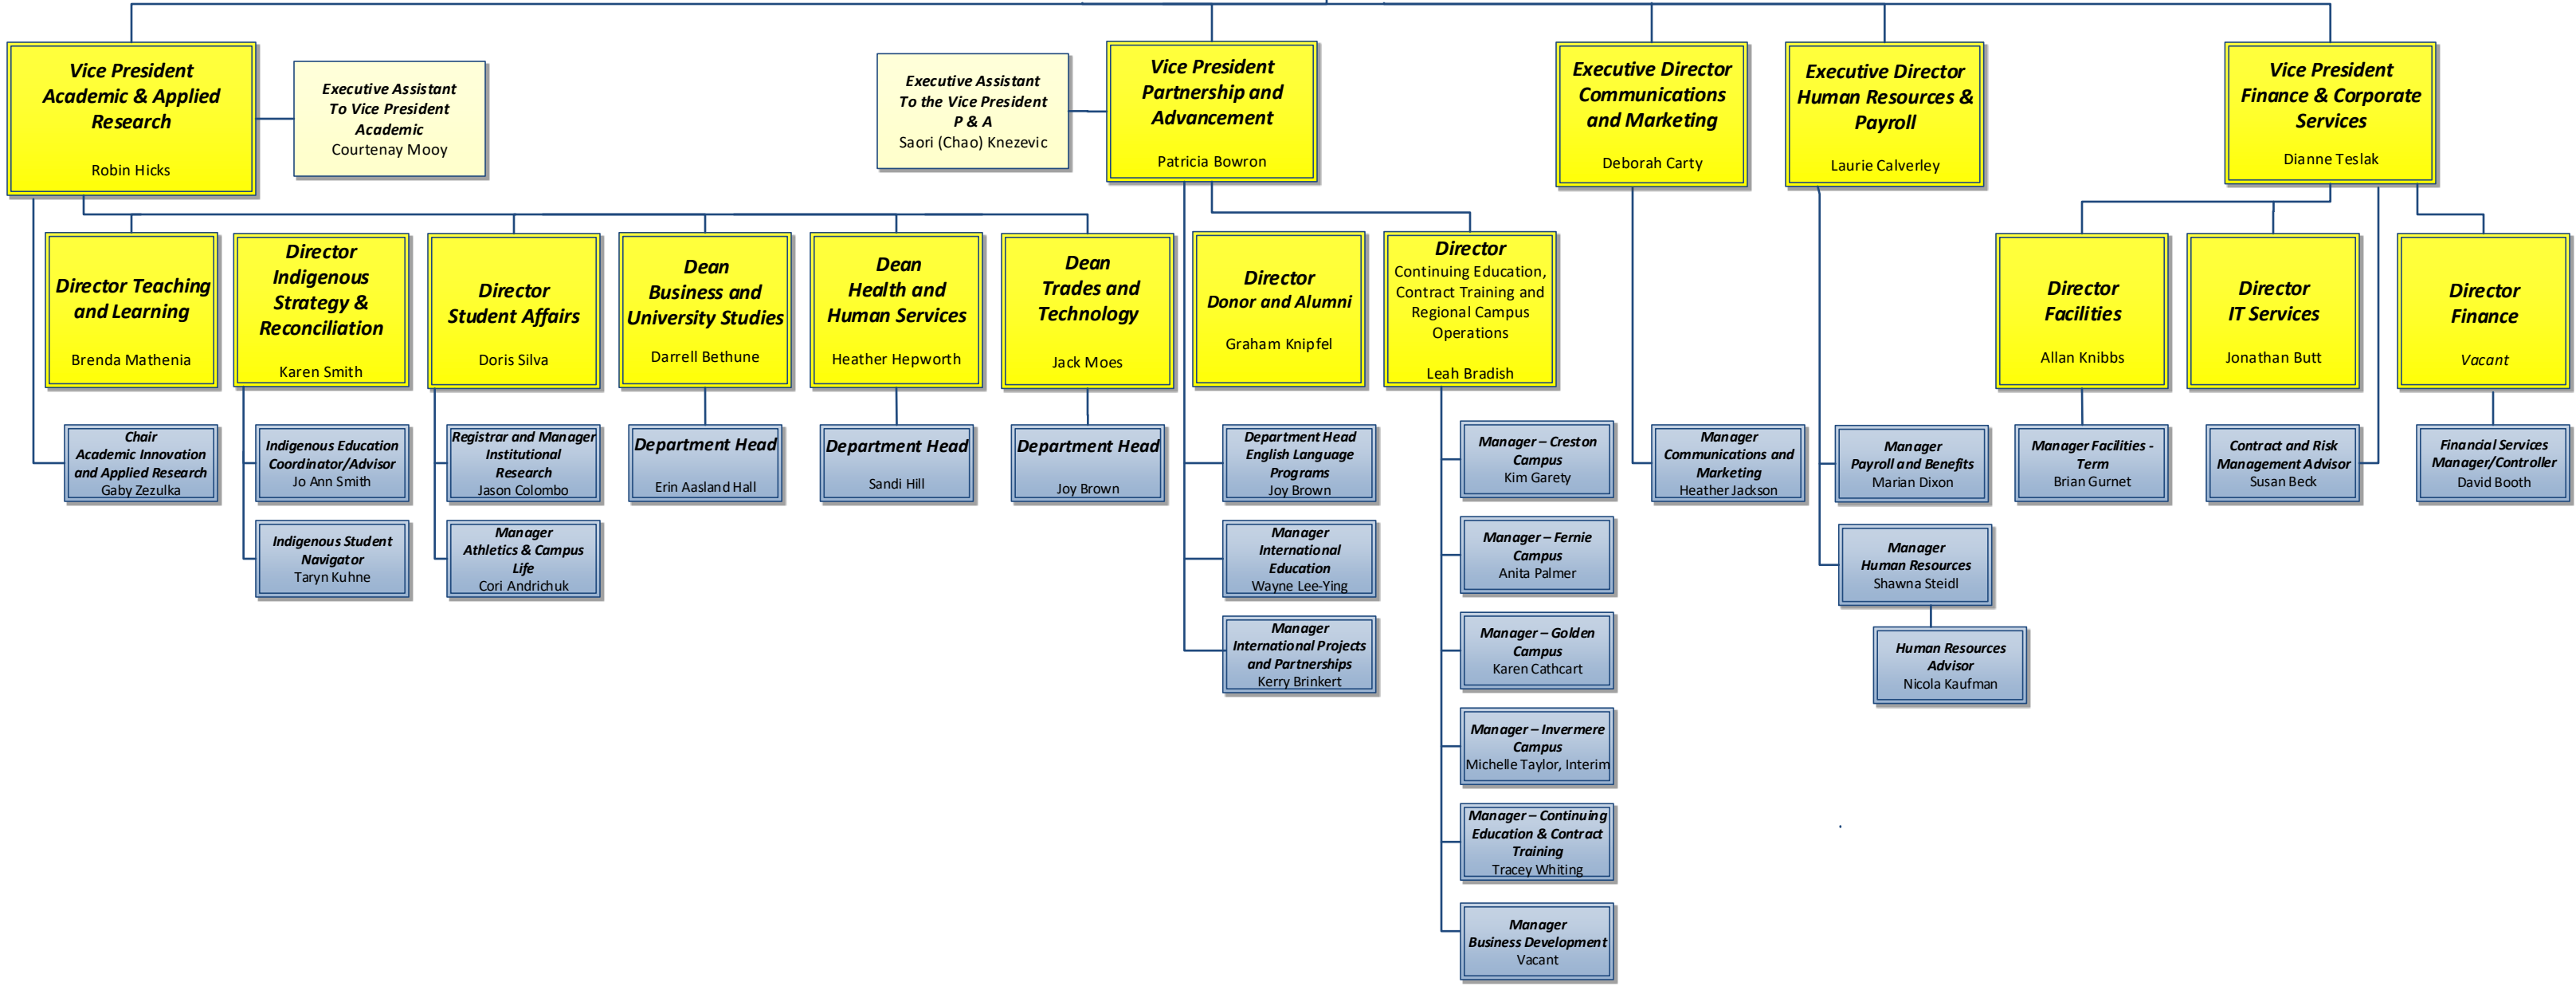 Vice President
Academic & Applied
Research
Robin Hicks
Executive Assistant
To Vice President
Academic
Courtenay Mooy
Executive Assistant
To the Vice President
P & A
Saori (Chao) Knezevic
Vice President
Partnership and
Advancement
Patricia Bowron
Executive Director
Communications
and Marketing
Deborah Carty
Executive Director
Human Resources &
Payroll
Laurie Calverley
Vice President
Finance & Corporate
Services
Dianne Teslak
Director Teaching
and Learning
Brenda Mathenia
Director
Indigenous
Strategy &
Reconciliation
Karen Smith
Director
Student Affairs
Doris Silva
Dean
Business and
University Studies
Darrell Bethune
Dean
Health and
Human Services
Heather Hepworth
Dean
Trades and
Technology
Jack Moes
Director
Donor and Alumni
Graham Knipfel
Director
Continuing Education,
Contract Training and
Regional Campus
Operations
Leah Bradish
Director
Facilities
Allan Knibbs
Director
IT Services
Jonathan Butt
Director
Finance
Vacant
Chair
Academic Innovation
and Applied Research
Gaby Zezulka
Indigenous Education
Coordinator/Advisor
Jo Ann Smith
Registrar and Manager
Institutional
Research
Jason Colombo
Department Head
Erin Aasland Hall
Department Head
Sandi Hill
Department Head
Joy Brown
Department Head
English Language
Programs
Joy Brown
Manager – Creston
Campus
Kim Garety
Manager
Communications and
Marketing
Heather Jackson
Manager
Payroll and Benefits
Marian Dixon
Manager Facilities -
Term
Brian Gurnet
Contract and Risk
Management Advisor
Susan Beck
Financial Services
Manager/Controller
David Booth
Indigenous Student
Navigator
Taryn Kuhne
Manager
Athletics & Campus
Life
Cori Andrichuk
Manager
International
Education
Wayne Lee-Ying
Manager – Fernie
Campus
Anita Palmer
Manager
Human Resources
Shawna Steidl
Manager
International Projects
and Partnerships
Kerry Brinkert
Manager – Golden
Campus
Karen Cathcart
Human Resources
Advisor
Nicola Kaufman
Manager – Invermere
Campus
Michelle Taylor, Interim
Manager – Continuing
Education & Contract
Training
Tracey Whiting
Manager
Business Development
Vacant